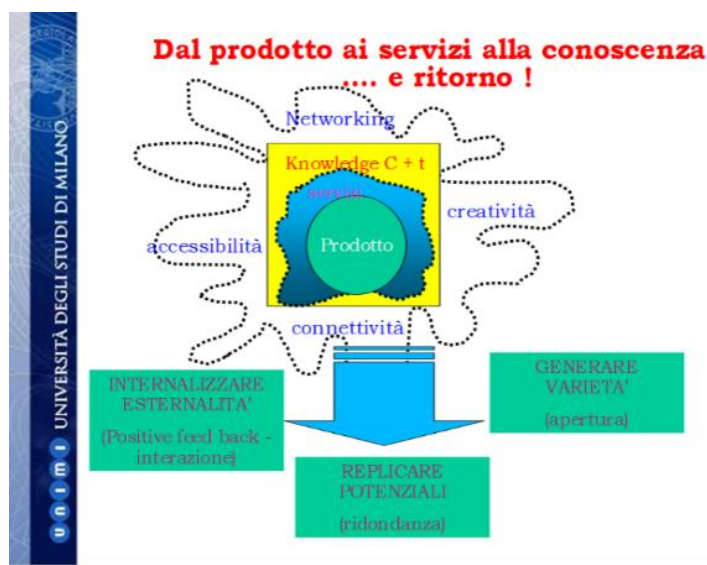 Dal prodotto ai servizi alla conoscenza
.... e ritorno !
Networking
Knowledge C + t
servizi
creatività
accessibilità
Prodotto
connettività
INTERNALIZZARE
ESTERNALITA'
(Positive feed back -
interazione)
GENERARE
VARIETA'
(apertura)
REPLICARE
POTENZIALI
(ridondanza)
UNIVERSITÀ DEGLI STUDI DI MILANO
unimi